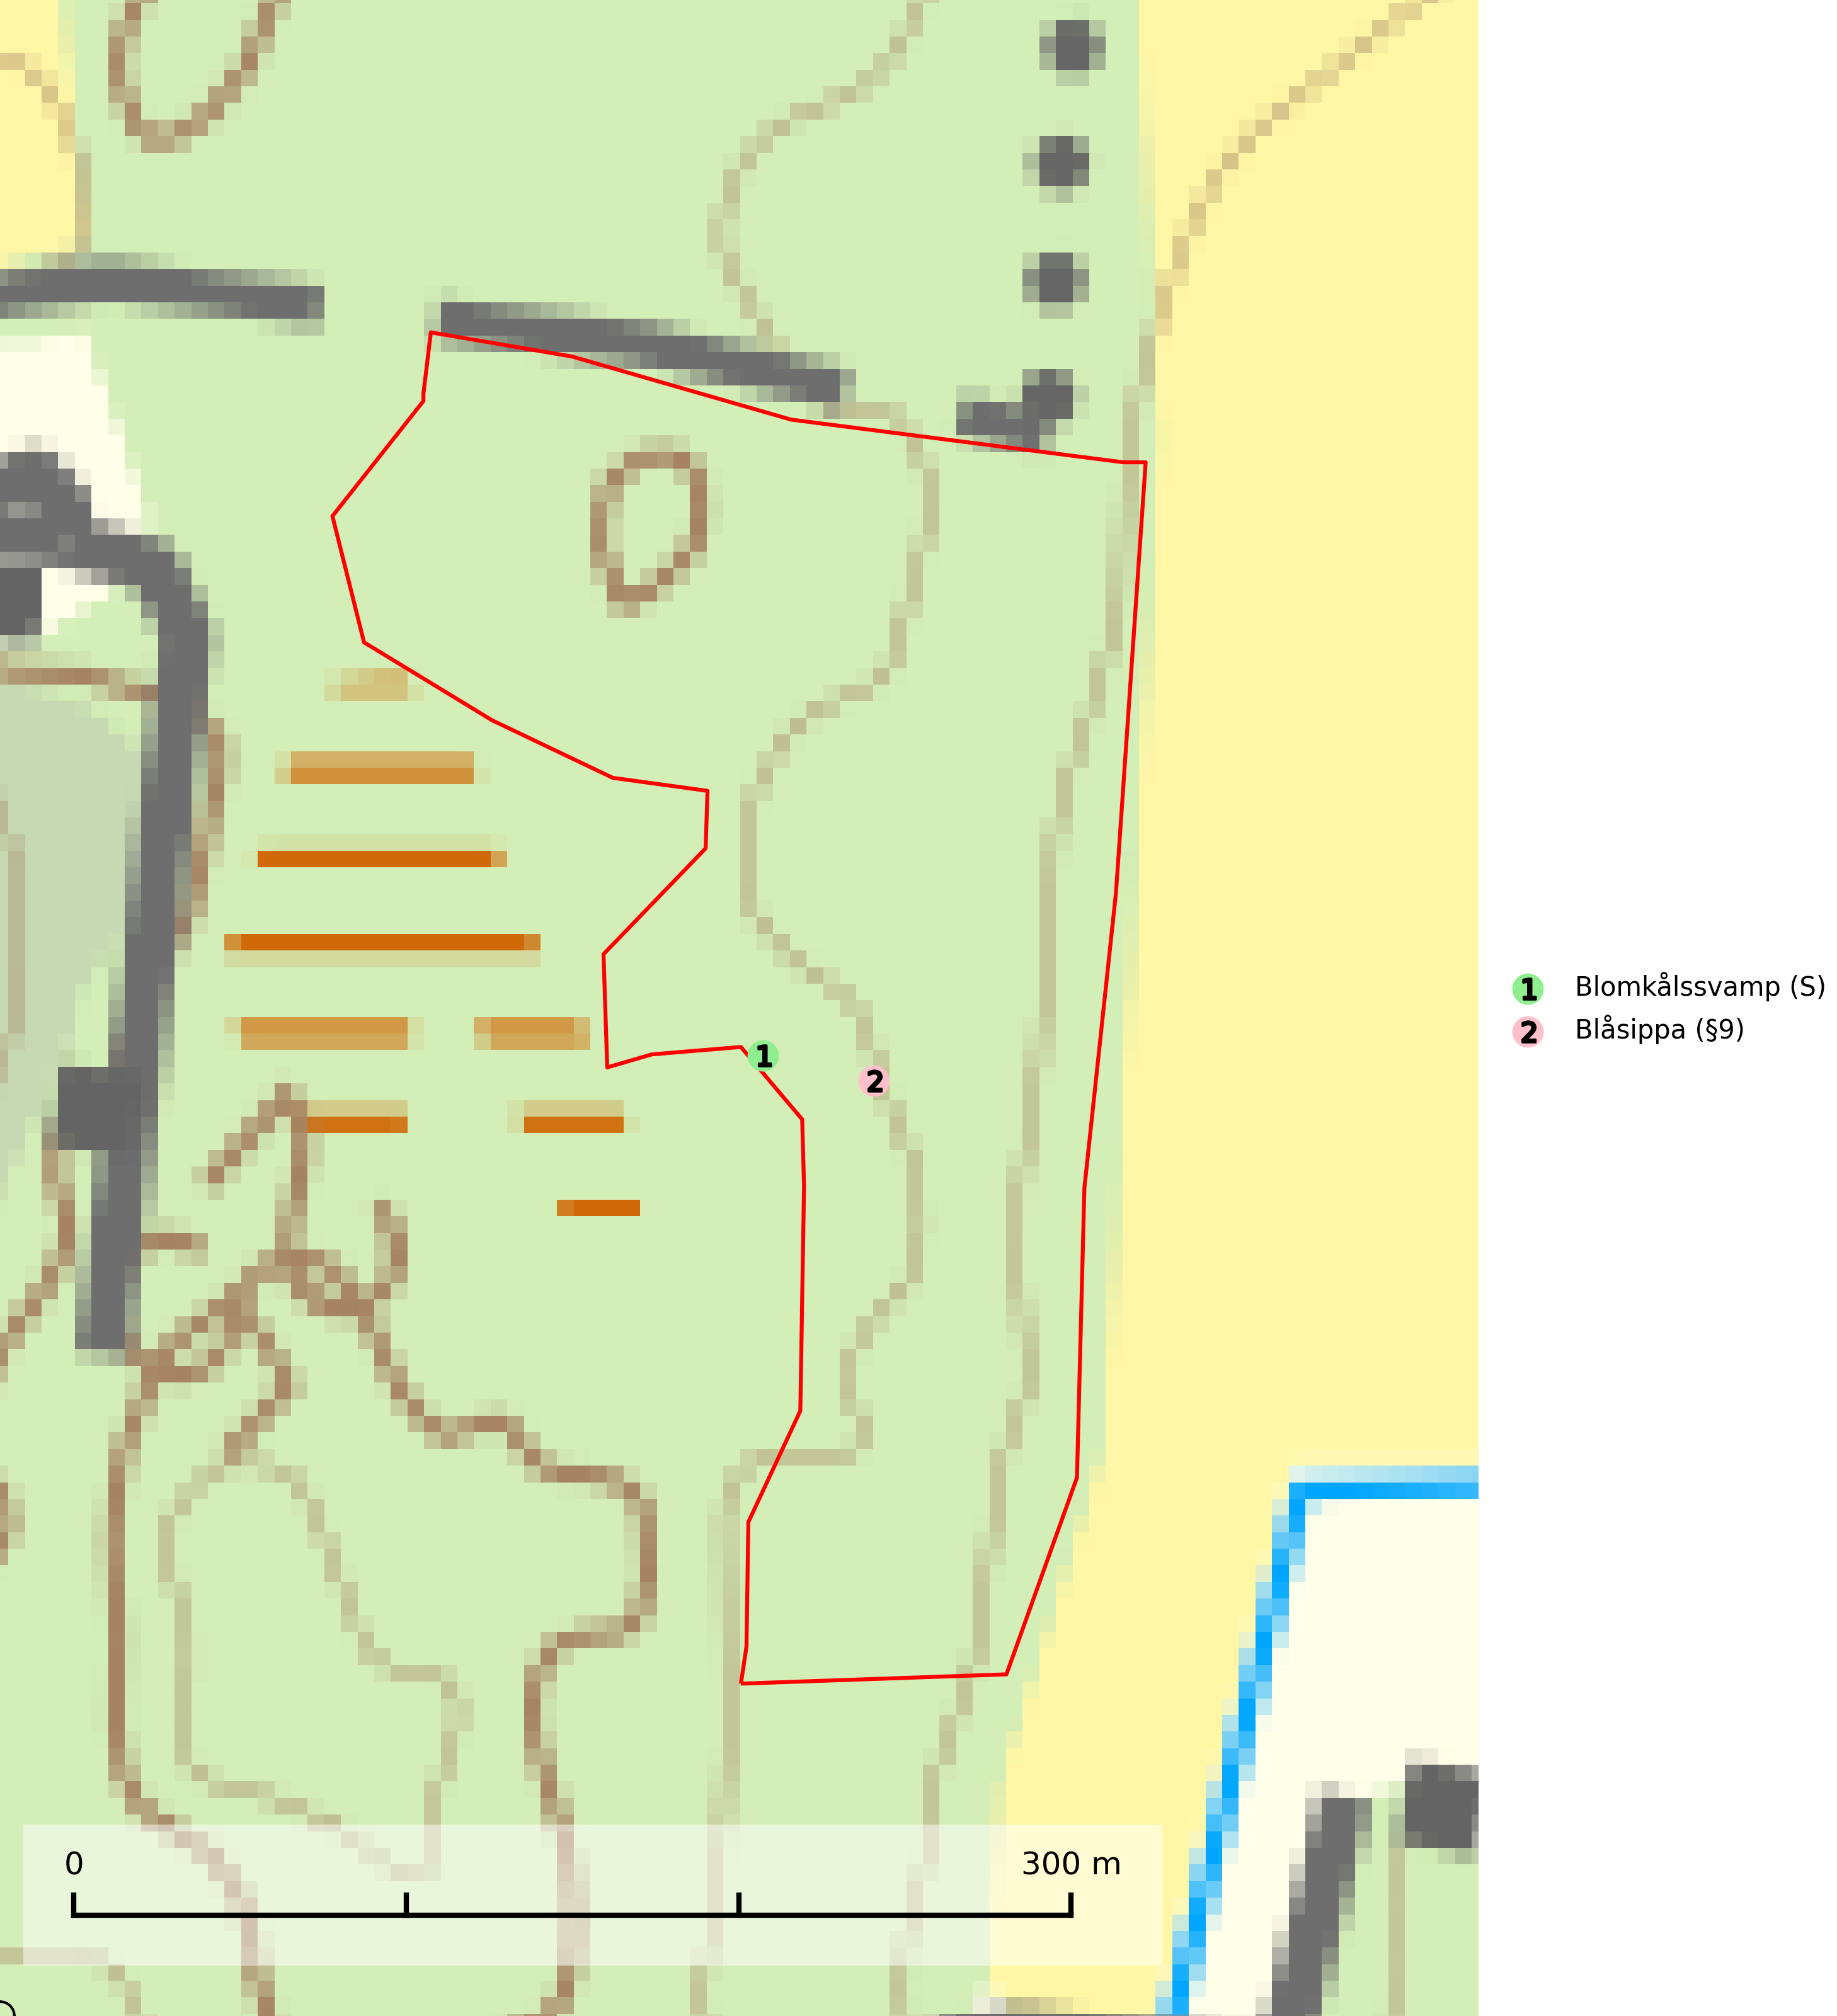 1
2
1 Blomkålssvamp (S)
2 Blåsippa (§9)
0 300 m